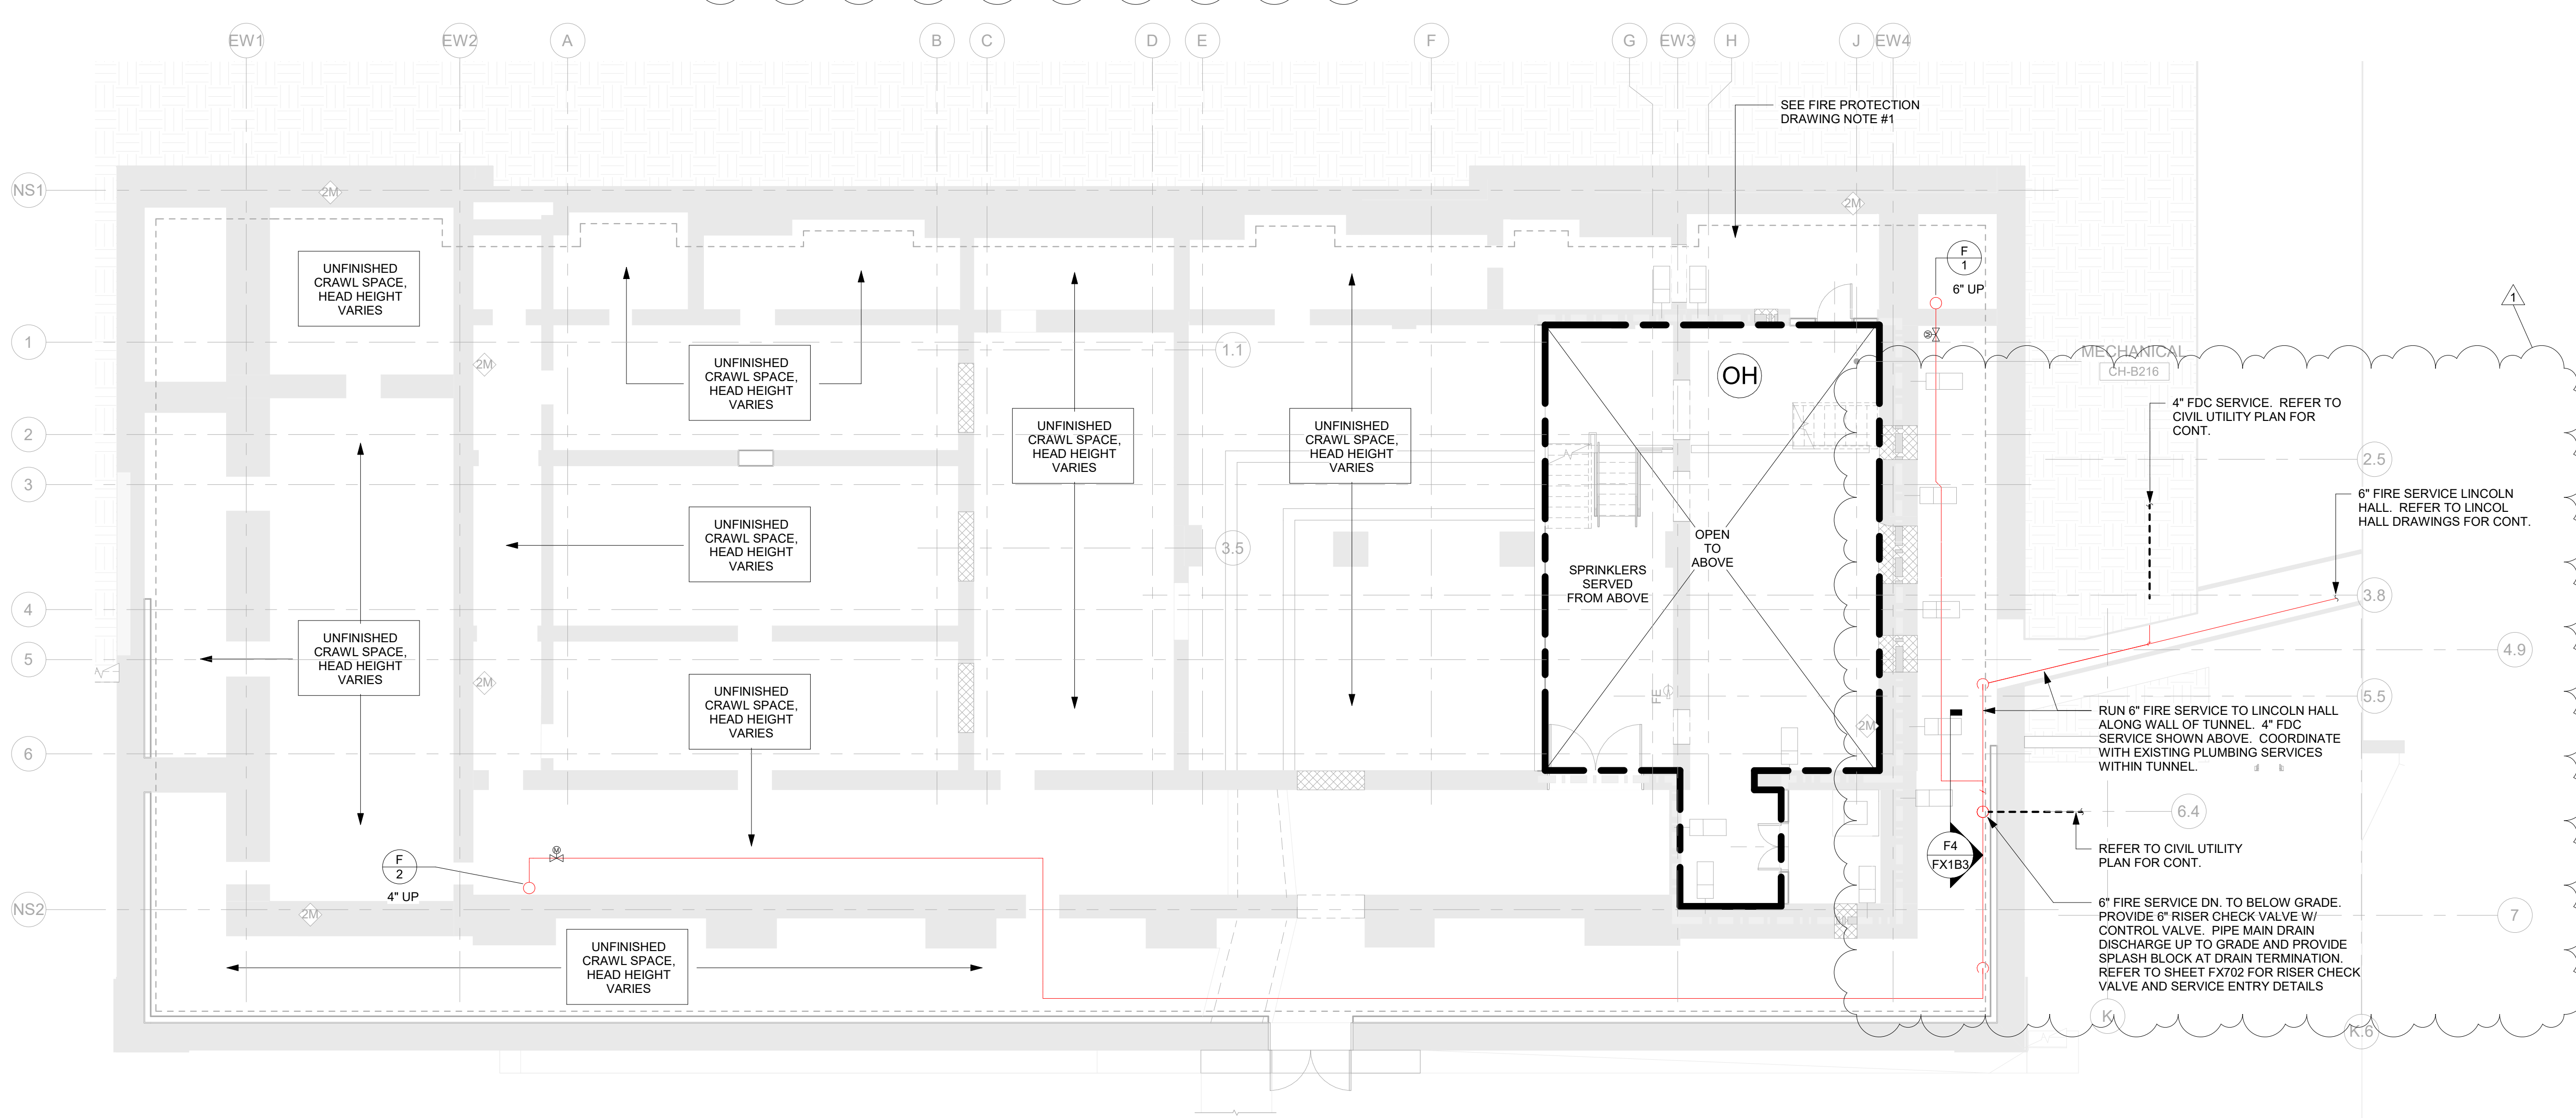 EW1
EW2
A
B
C
D
E
F
G
EW3
H
J
EW4
SEE FIRE PROTECTION
DRAWING NOTE #1
NS1
2M
2M
UNFINISHED
CRAWL SPACE,
HEAD HEIGHT
VARIES
F
1
6" UP
1
1
1.1
MECHANICAL
CH-B216
2M
UNFINISHED
CRAWL SPACE,
HEAD HEIGHT
VARIES
OH
4" FDC SERVICE. REFER TO
CIVIL UTILITY PLAN FOR
CONT.
2
UNFINISHED
CRAWL SPACE,
HEAD HEIGHT
VARIES
UNFINISHED
CRAWL SPACE,
HEAD HEIGHT
VARIES
2.5
3
6" FIRE SERVICE LINCOLN
HALL. REFER TO LINCOL
HALL DRAWINGS FOR CONT.
UNFINISHED
CRAWL SPACE,
HEAD HEIGHT
VARIES
3.5
OPEN
TO
ABOVE
SPRINKLERS
SERVED
FROM ABOVE
4
3.8
UNFINISHED
CRAWL SPACE,
HEAD HEIGHT
VARIES
5
4.9
2M
UNFINISHED
CRAWL SPACE,
HEAD HEIGHT
VARIES
FE
5.5
2M
RUN 6" FIRE SERVICE TO LINCOLN HALL
ALONG WALL OF TUNNEL. 4" FDC
SERVICE SHOWN ABOVE. COORDINATE
WITH EXISTING PLUMBING SERVICES
WITHIN TUNNEL.
6
6.4
M
F
2
4" UP
F4
FX1B3
REFER TO CIVIL UTILITY
PLAN FOR CONT.
NS2
2M
7
6" FIRE SERVICE DN. TO BELOW GRADE.
PROVIDE 6" RISER CHECK VALVE W/
CONTROL VALVE. PIPE MAIN DRAIN
DISCHARGE UP TO GRADE AND PROVIDE
SPLASH BLOCK AT DRAIN TERMINATION.
REFER TO SHEET FX702 FOR RISER CHECK
VALVE AND SERVICE ENTRY DETAILS
UNFINISHED
CRAWL SPACE,
HEAD HEIGHT
VARIES
K
K.6